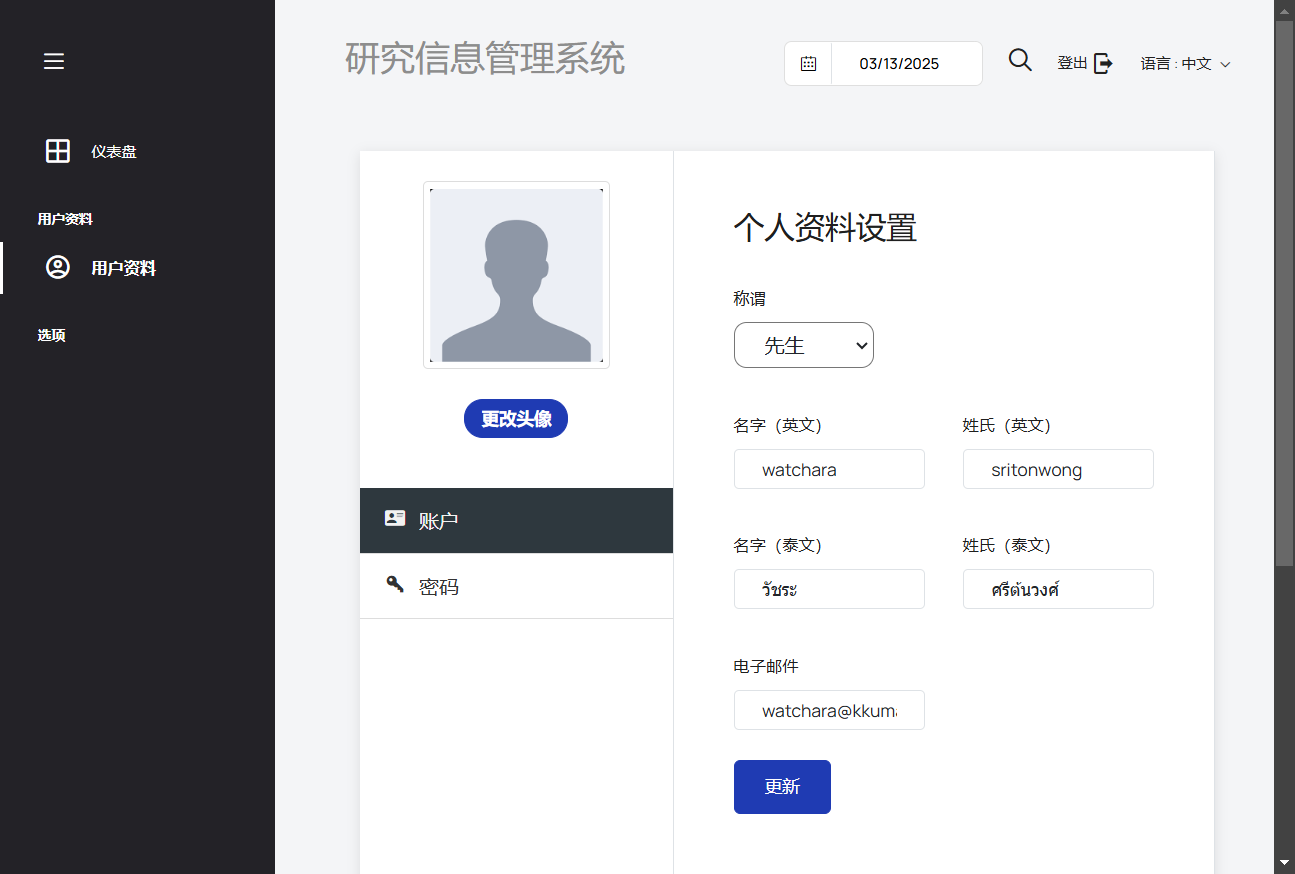 研究信息管理系统
03/13/2025
登出
语言 : 中文
仪表盘
用户资料
用户资料
选项
更改头像
账户
密码
个人资料设置
称谓
先生
名字（英文）
姓氏（英文）
watchara
sritonwong
名字（泰文）
姓氏（泰文）
วัชระ
ศรีต้นวงศ์
电子邮件
watchara@kkuma
更新